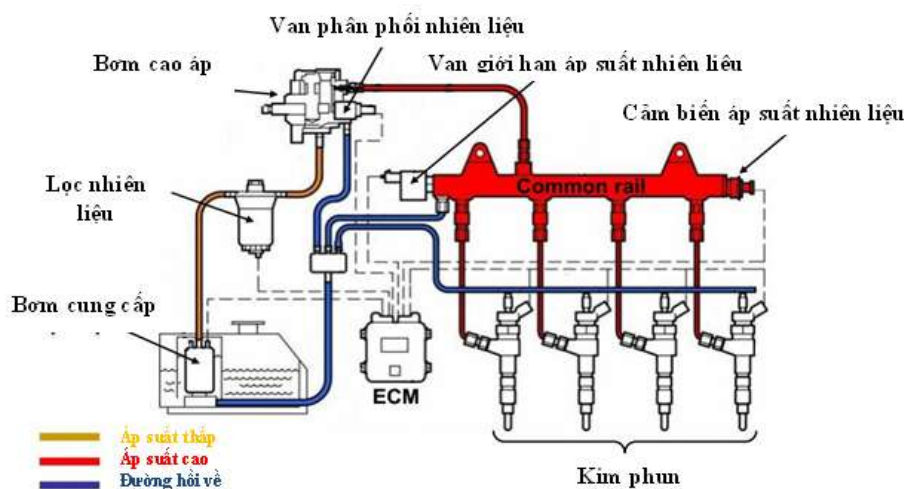 Van phân phối nhiên liệu
Bơm cao áp
Van giới hạn áp suất nhiên liêu
Cảm biến áp suất nhiên liệu
Lọc nhiên
liệu
Common rail
Bơm cung cấp
ECM
Áp suất thấp
Áp suất cao
Đường hồi về
Kim phun